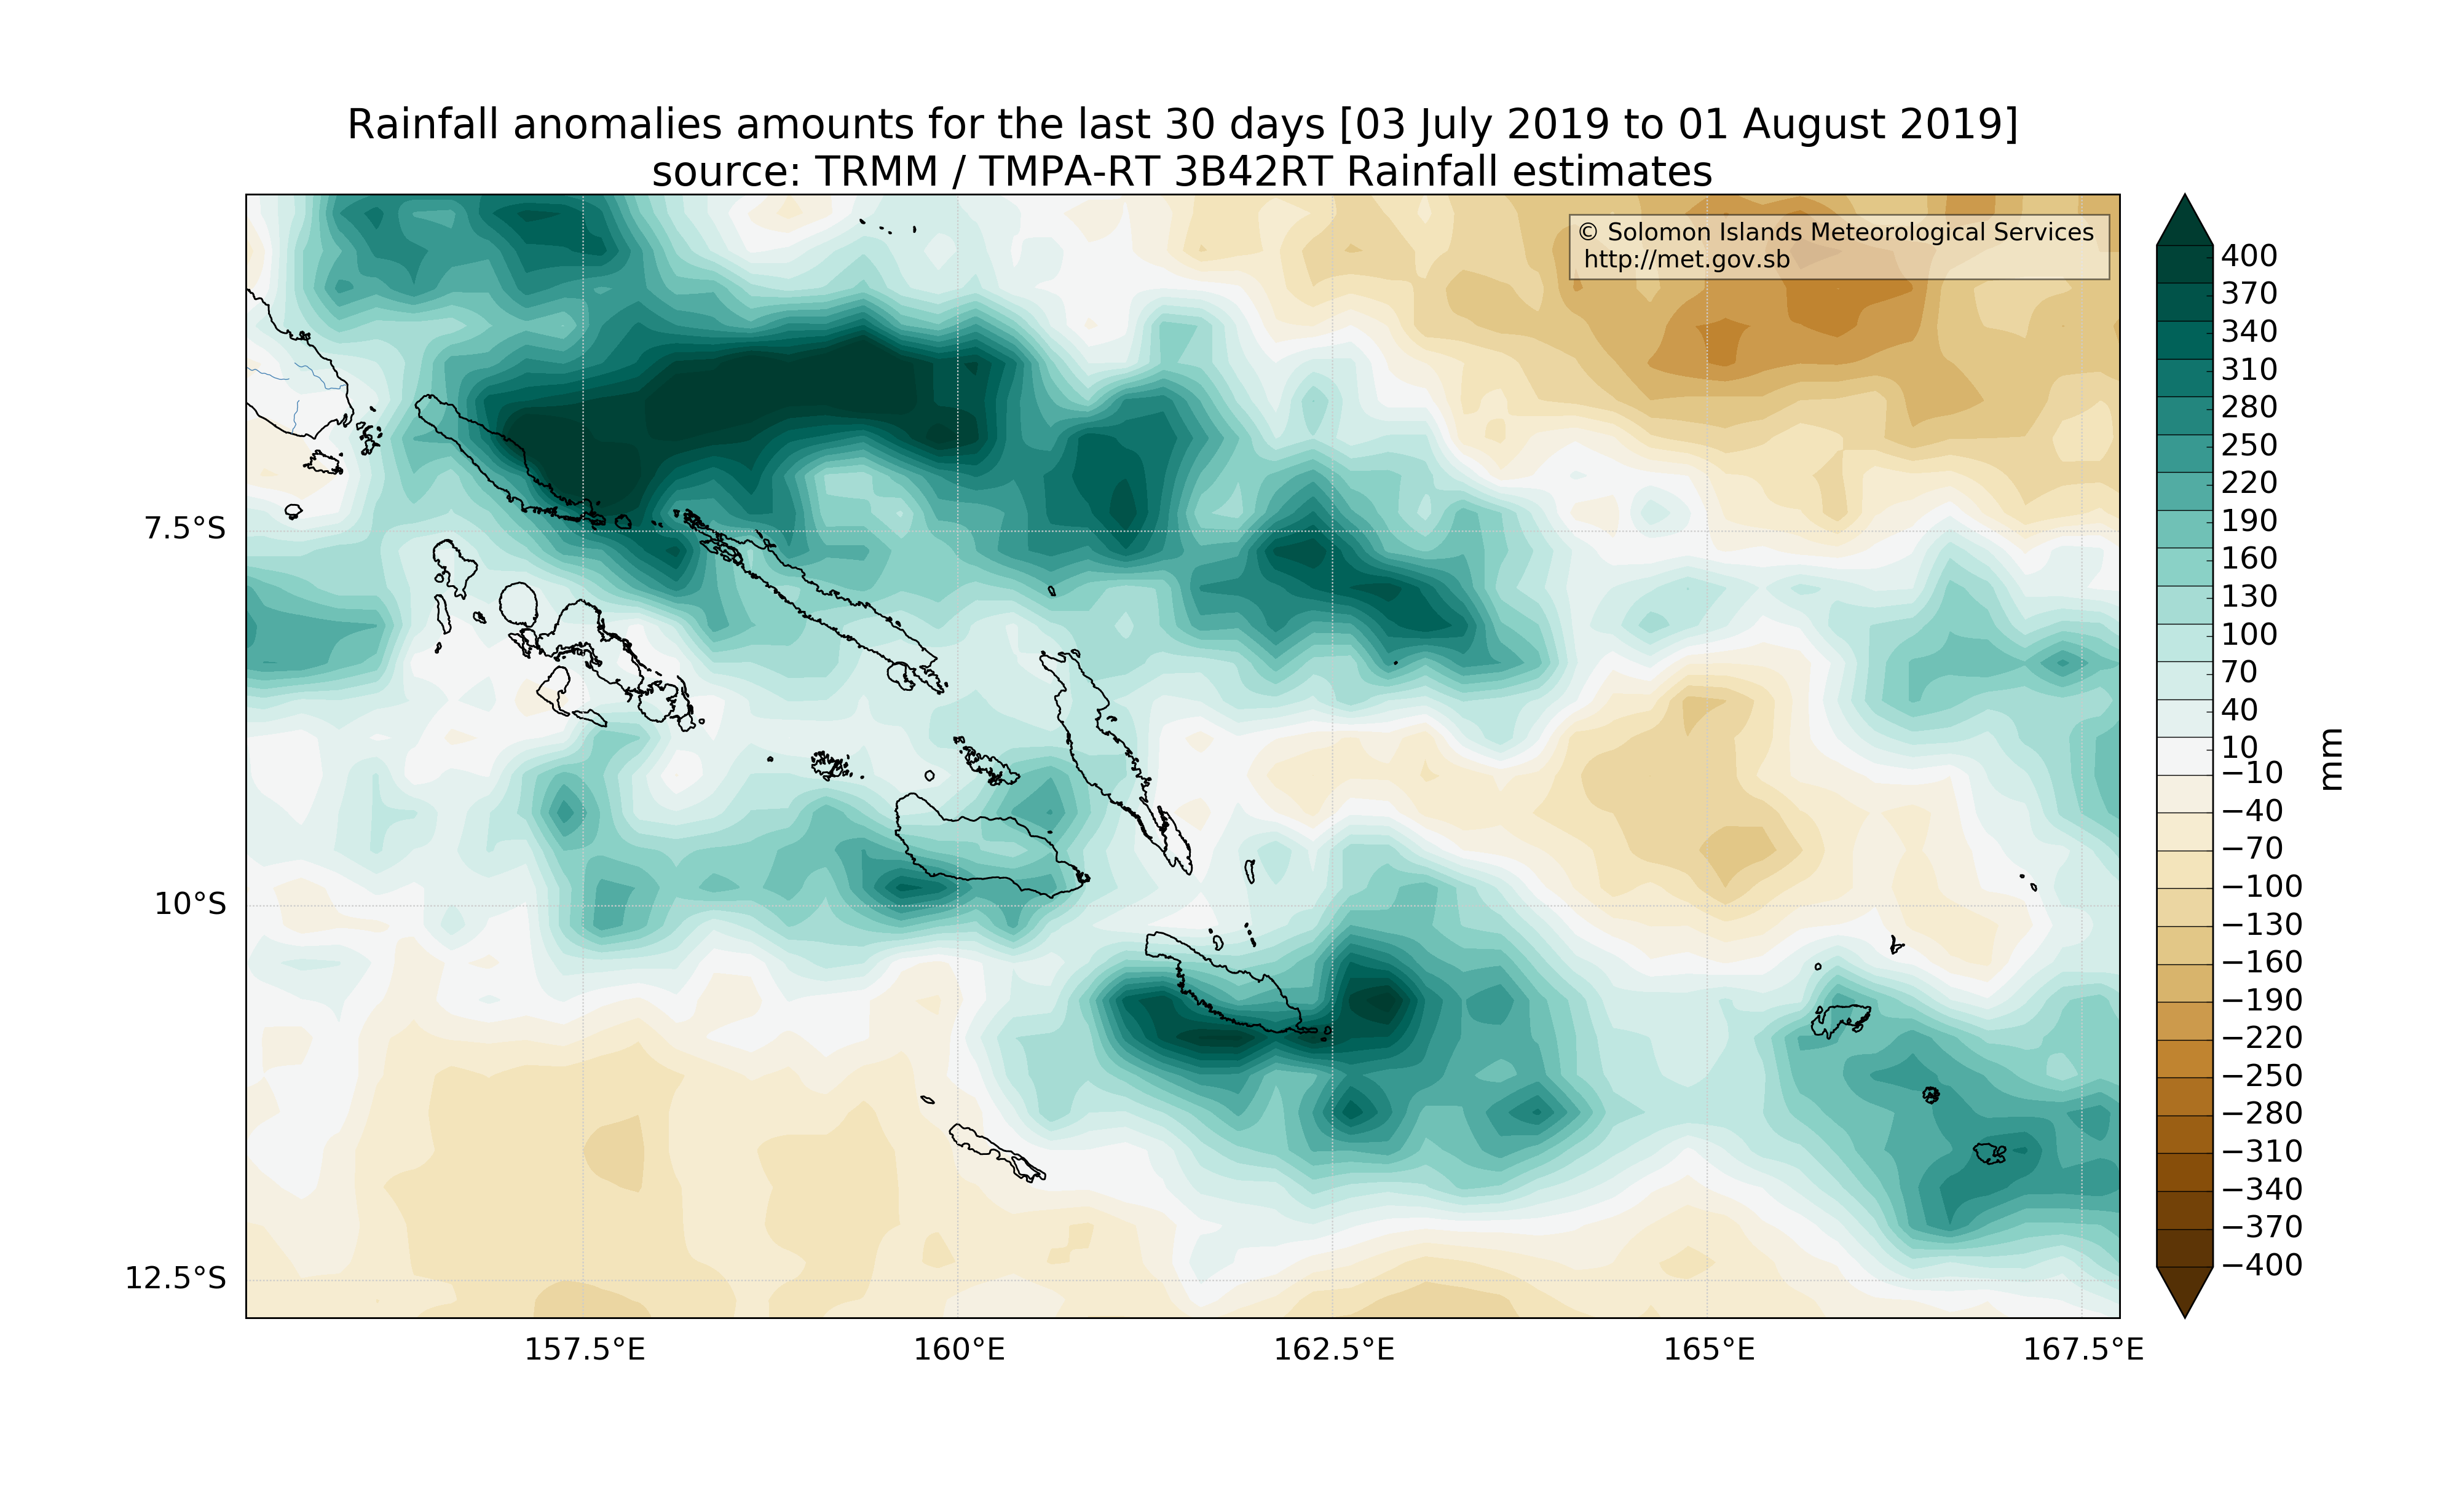 Rainfall anomalies amounts for the last 30 days [03 July 2019 to 01 August 2019]
source: TRMM / TMPA-RT 3B42RT Rainfall estimates
© Solomon Islands Meteorological Services
http://met.gov.sb
7.5°S
10°S
12.5°S
157.5°E
160°E
162.5°E
165°E
167.5°E
400
370
340
310
280
250
220
190
160
130
100
70
40
10
−10
−40
−70
−100
−130
−160
−190
−220
−250
−280
−310
−340
−370
−400
mm